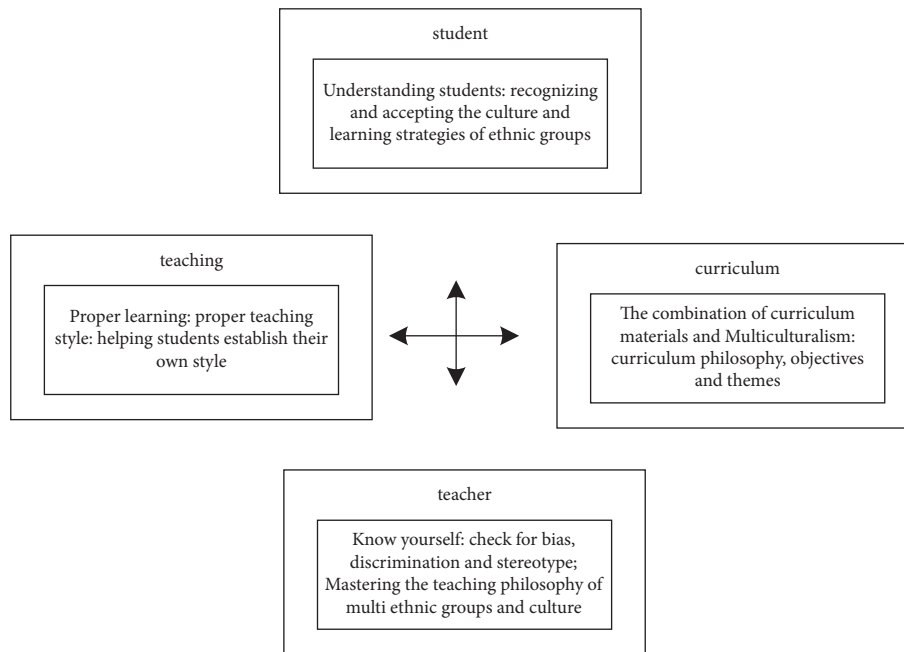 student
Understanding students: recognizing
and accepting the culture and
learning strategies of ethnic groups
teaching
Proper learning: proper teaching
style: helping students establish their
own style
curriculum
The combination of curriculum
materials and Multiculturalism:
curriculum philosophy, objectives
and themes
teacher
Know yourself: check for bias,
discrimination and stereotype;
Mastering the teaching philosophy of
multi ethnic groups and culture